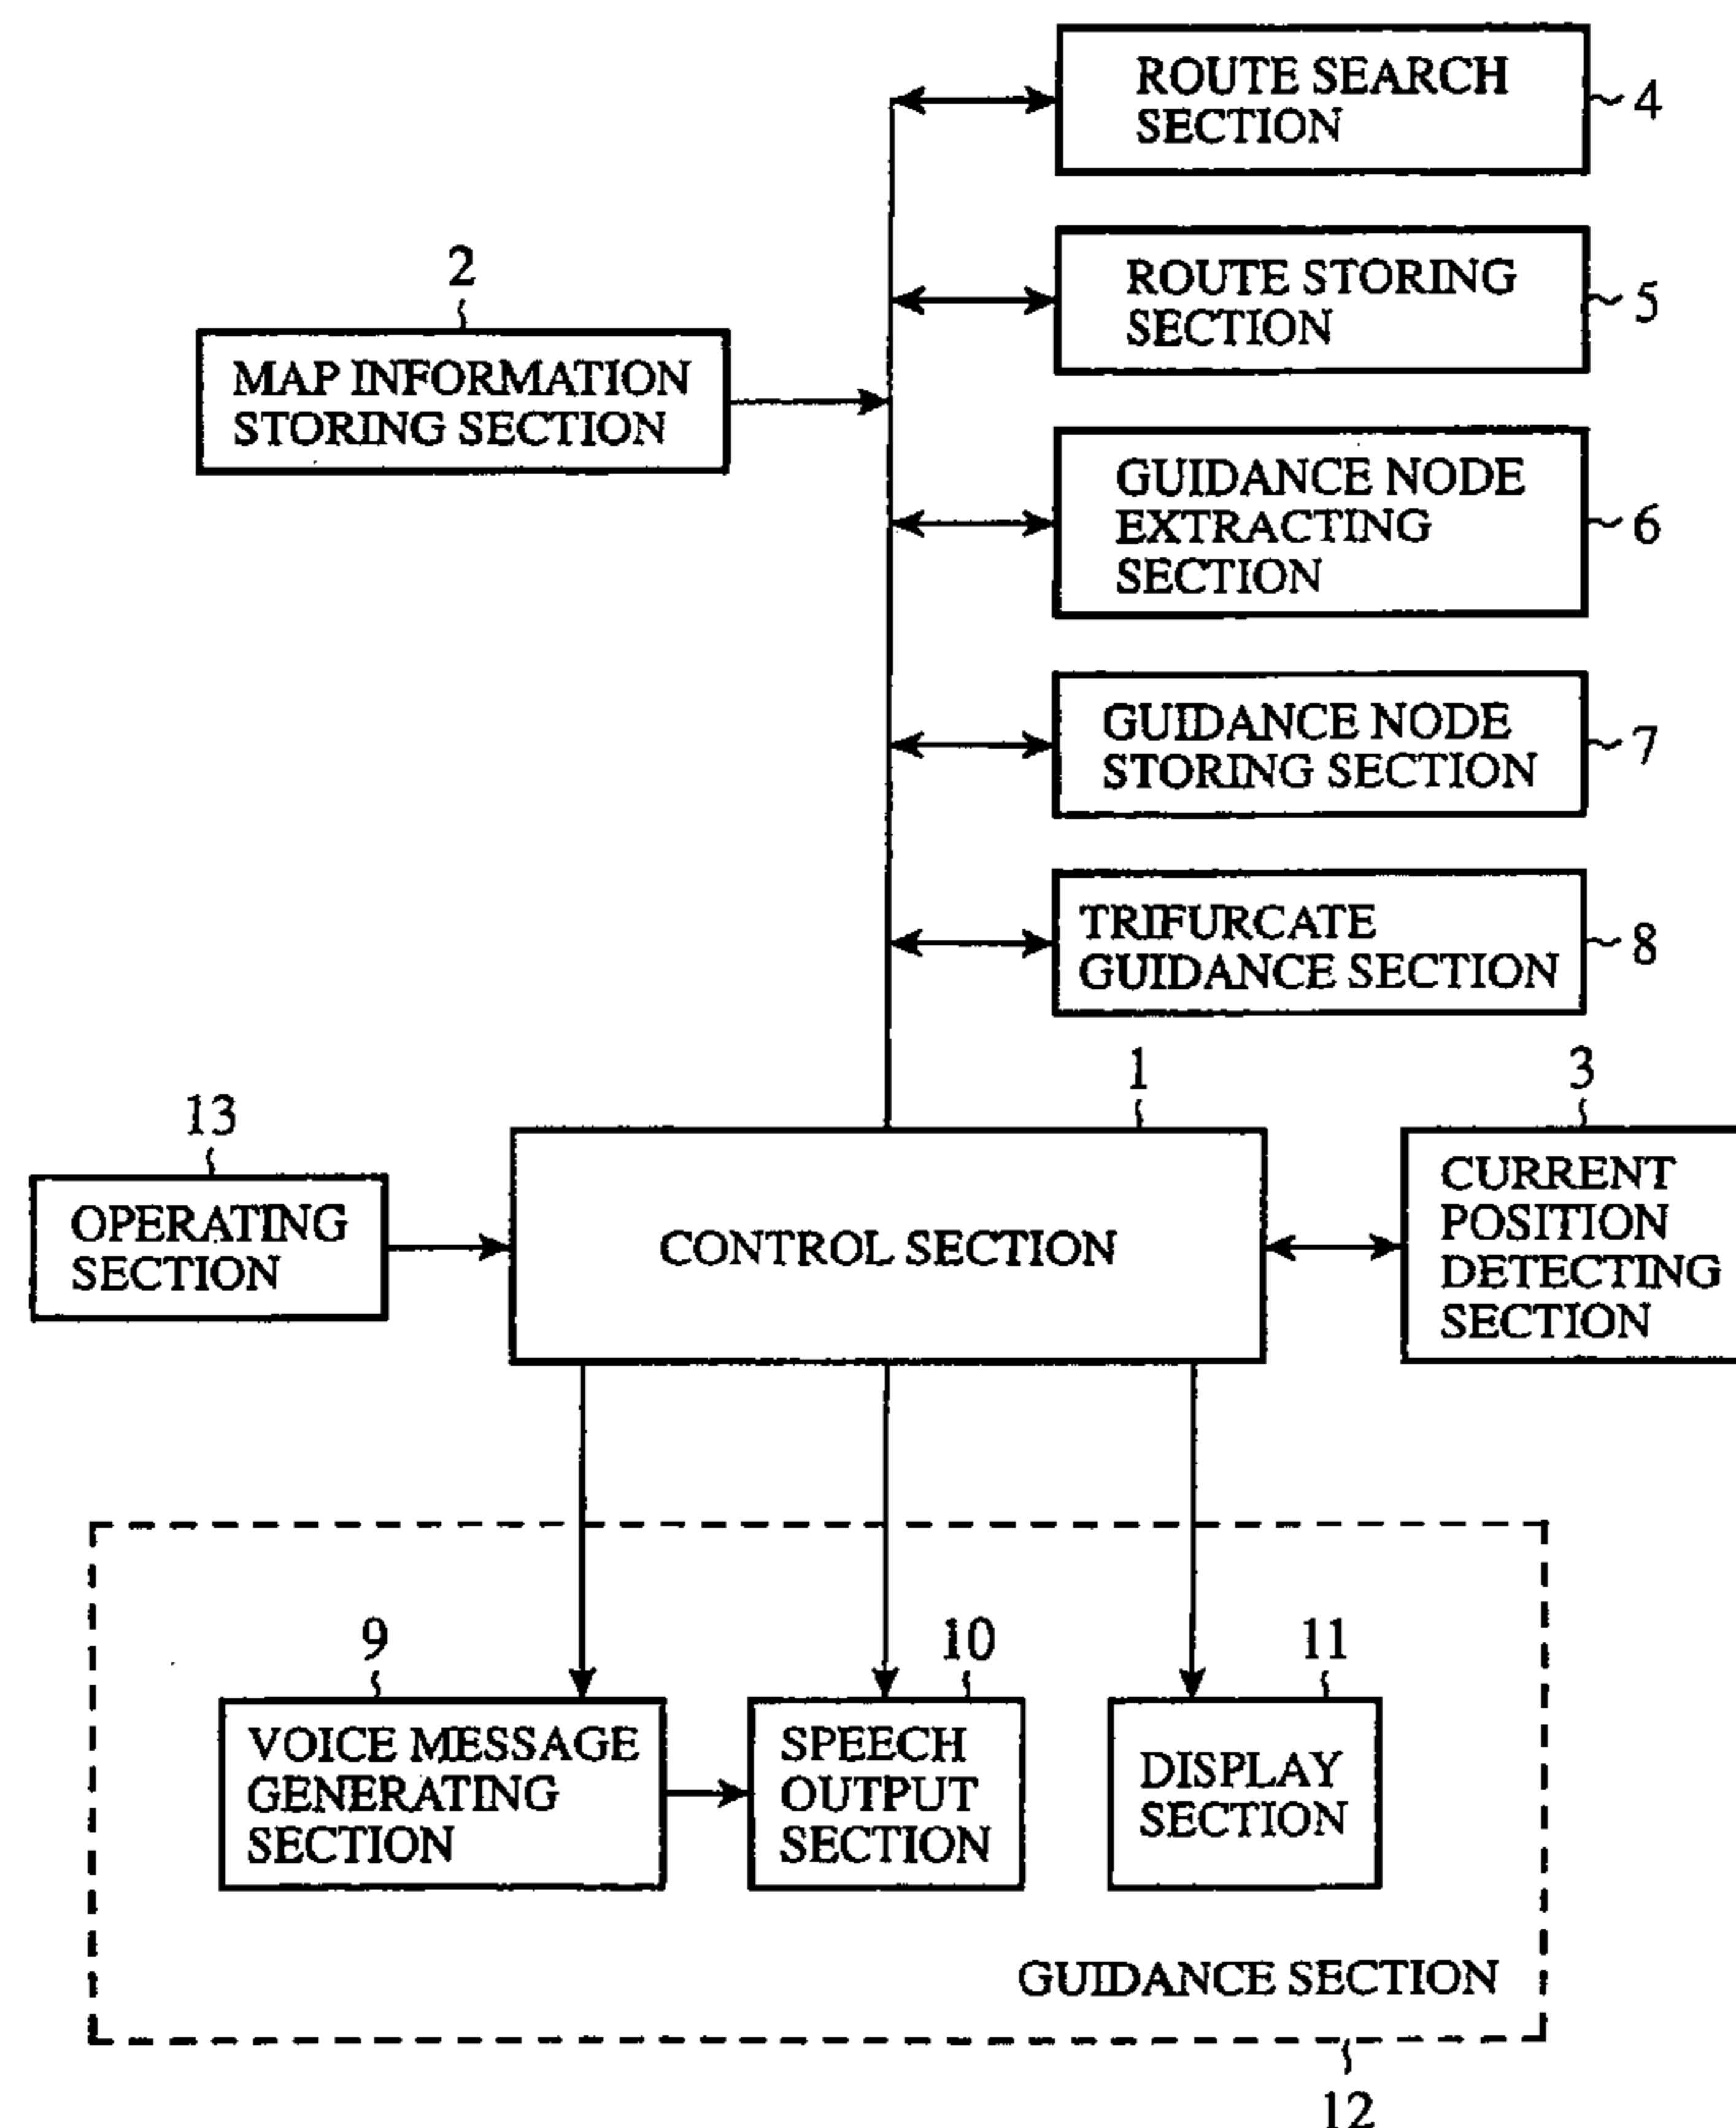 ROUTE SEARCH
SECTION
4
ROUTE STORING
SECTION
5
2
MAP INFORMATION
STORING SECTION
GUIDANCE NODE
EXTRACTING
SECTION
6
GUIDANCE NODE
STORING SECTION
7
TRIFURCATE
GUIDANCE SECTION
8
1
3
13
OPERATING
SECTION
CONTROL SECTION
CURRENT
POSITION
DETECTING
SECTION
9
10
11
VOICE MESSAGE
GENERATING
SECTION
SPEECH
OUTPUT
SECTION
DISPLAY
SECTION
GUIDANCE SECTION
12